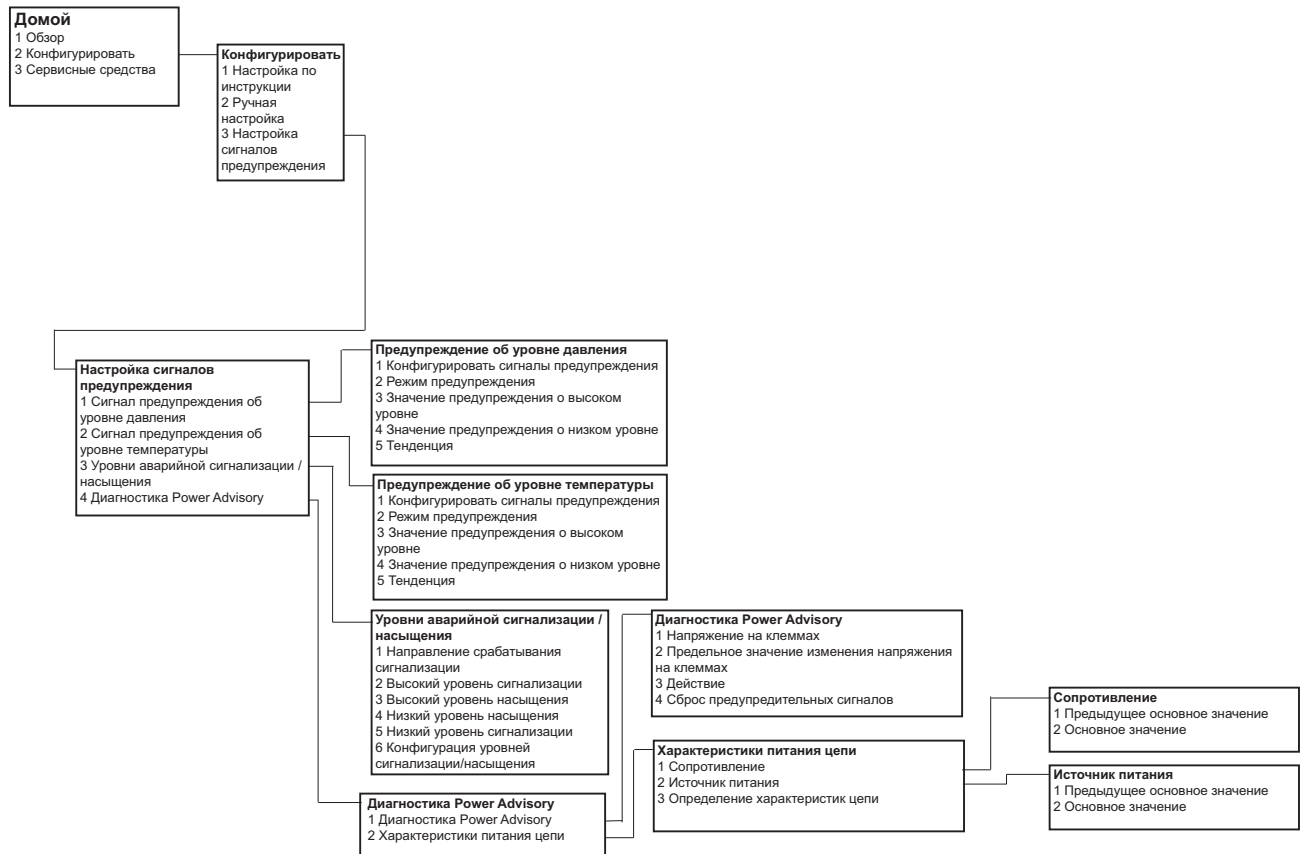 Домой
1 Обзор
2 Конфигурировать
3 Сервисные средства
Конфигурировать
1 Настройка по
инструкции
2 Ручная
настройка
3 Настройка
сигналов
предупреждения
Настройка сигналов
предупреждения
1 Сигнал предупреждения об
уровне давления
2 Сигнал предупреждения об
уровне температуры
3 Уровни аварийной сигнализации /
насыщения
4 Диагностика Power Advisory
Предупреждение об уровне давления
1 Конфигурировать сигналы предупреждения
2 Режим предупреждения
3 Значение предупреждения о высоком
уровне
4 Значение предупреждения о низком уровне
5 Тенденция
Предупреждение об уровне температуры
1 Конфигурировать сигналы предупреждения
2 Режим предупреждения
3 Значение предупреждения о высоком
уровне
4 Значение предупреждения о низком уровне
5 Тенденция
Уровни аварийной сигнализации /
насыщения
1 Направление срабатывания
сигнализации
2 Высокий уровень сигнализации
3 Высокий уровень насыщения
4 Низкий уровень насыщения
5 Низкий уровень сигнализации
6 Конфигурация уровней
сигнализации/насыщения
Диагностика Power Advisory
1 Диагностика Power Advisory
2 Характеристики питания цепи
Диагностика Power Advisory
1 Напряжение на клеммах
2 Предельное значение изменения напряжения
на клеммах
3 Действие
4 Сброс предупредительных сигналов
Характеристики питания цепи
1 Сопротивление
2 Источник питания
3 Определение характеристик цепи
Сопротивление
1 Предыдущее основное значение
2 Основное значение
Источник питания
1 Предыдущее основное значение
2 Основное значение